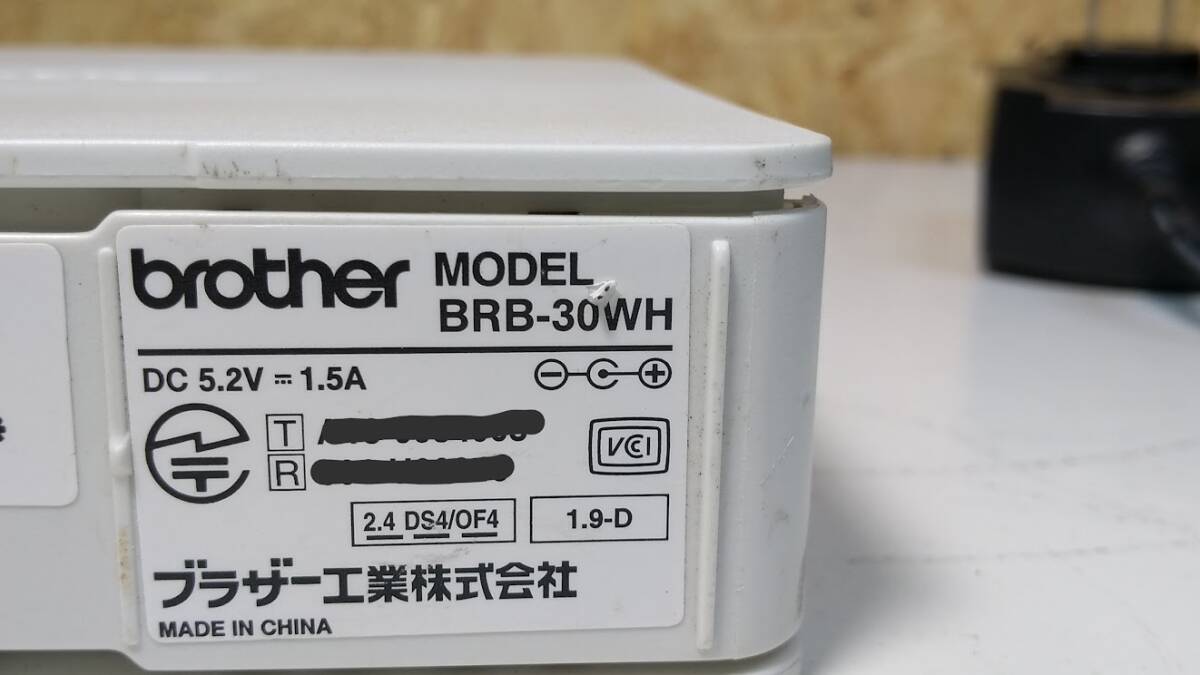 brother
MODEL
BRB-30WH
DC 5.2V ⎓ 1.5A
T
R
VCCI
2.4 DS4/OF4
1.9-D
ブラザー工業株式会社
MADE IN CHINA